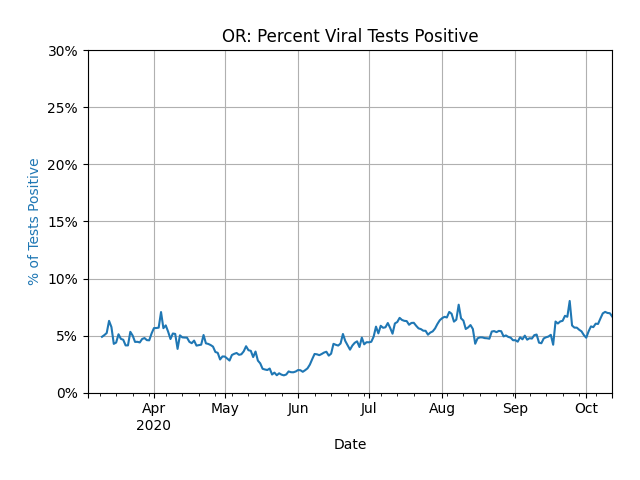 OR: Percent Viral Tests Positive
30%
25%
20%
15%
10%
5%
0%
% of Tests Positive
Apr May Jun Jul Aug Sep Oct
2020
Date